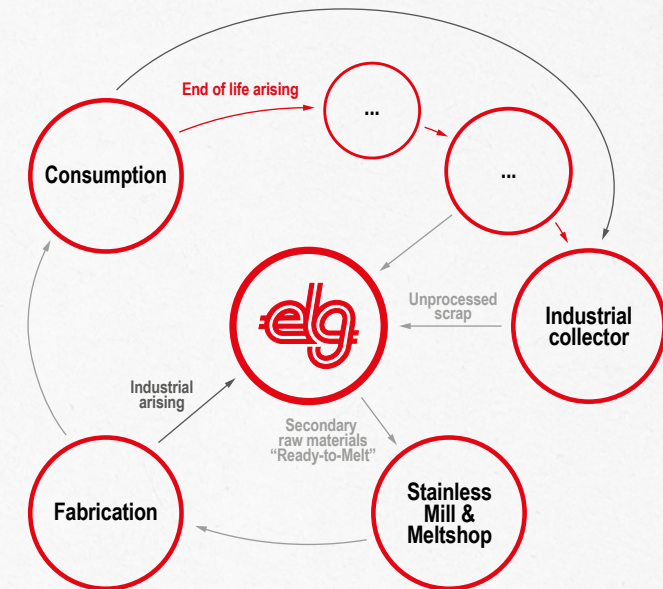 End of life arising
...
...
Consumption
elg
Unprocessed
scrap
Industrial
collector
Industrial
arising
Secondary
raw materials
“Ready-to-Melt”
Fabrication
Stainless
Mill &
Meltshop